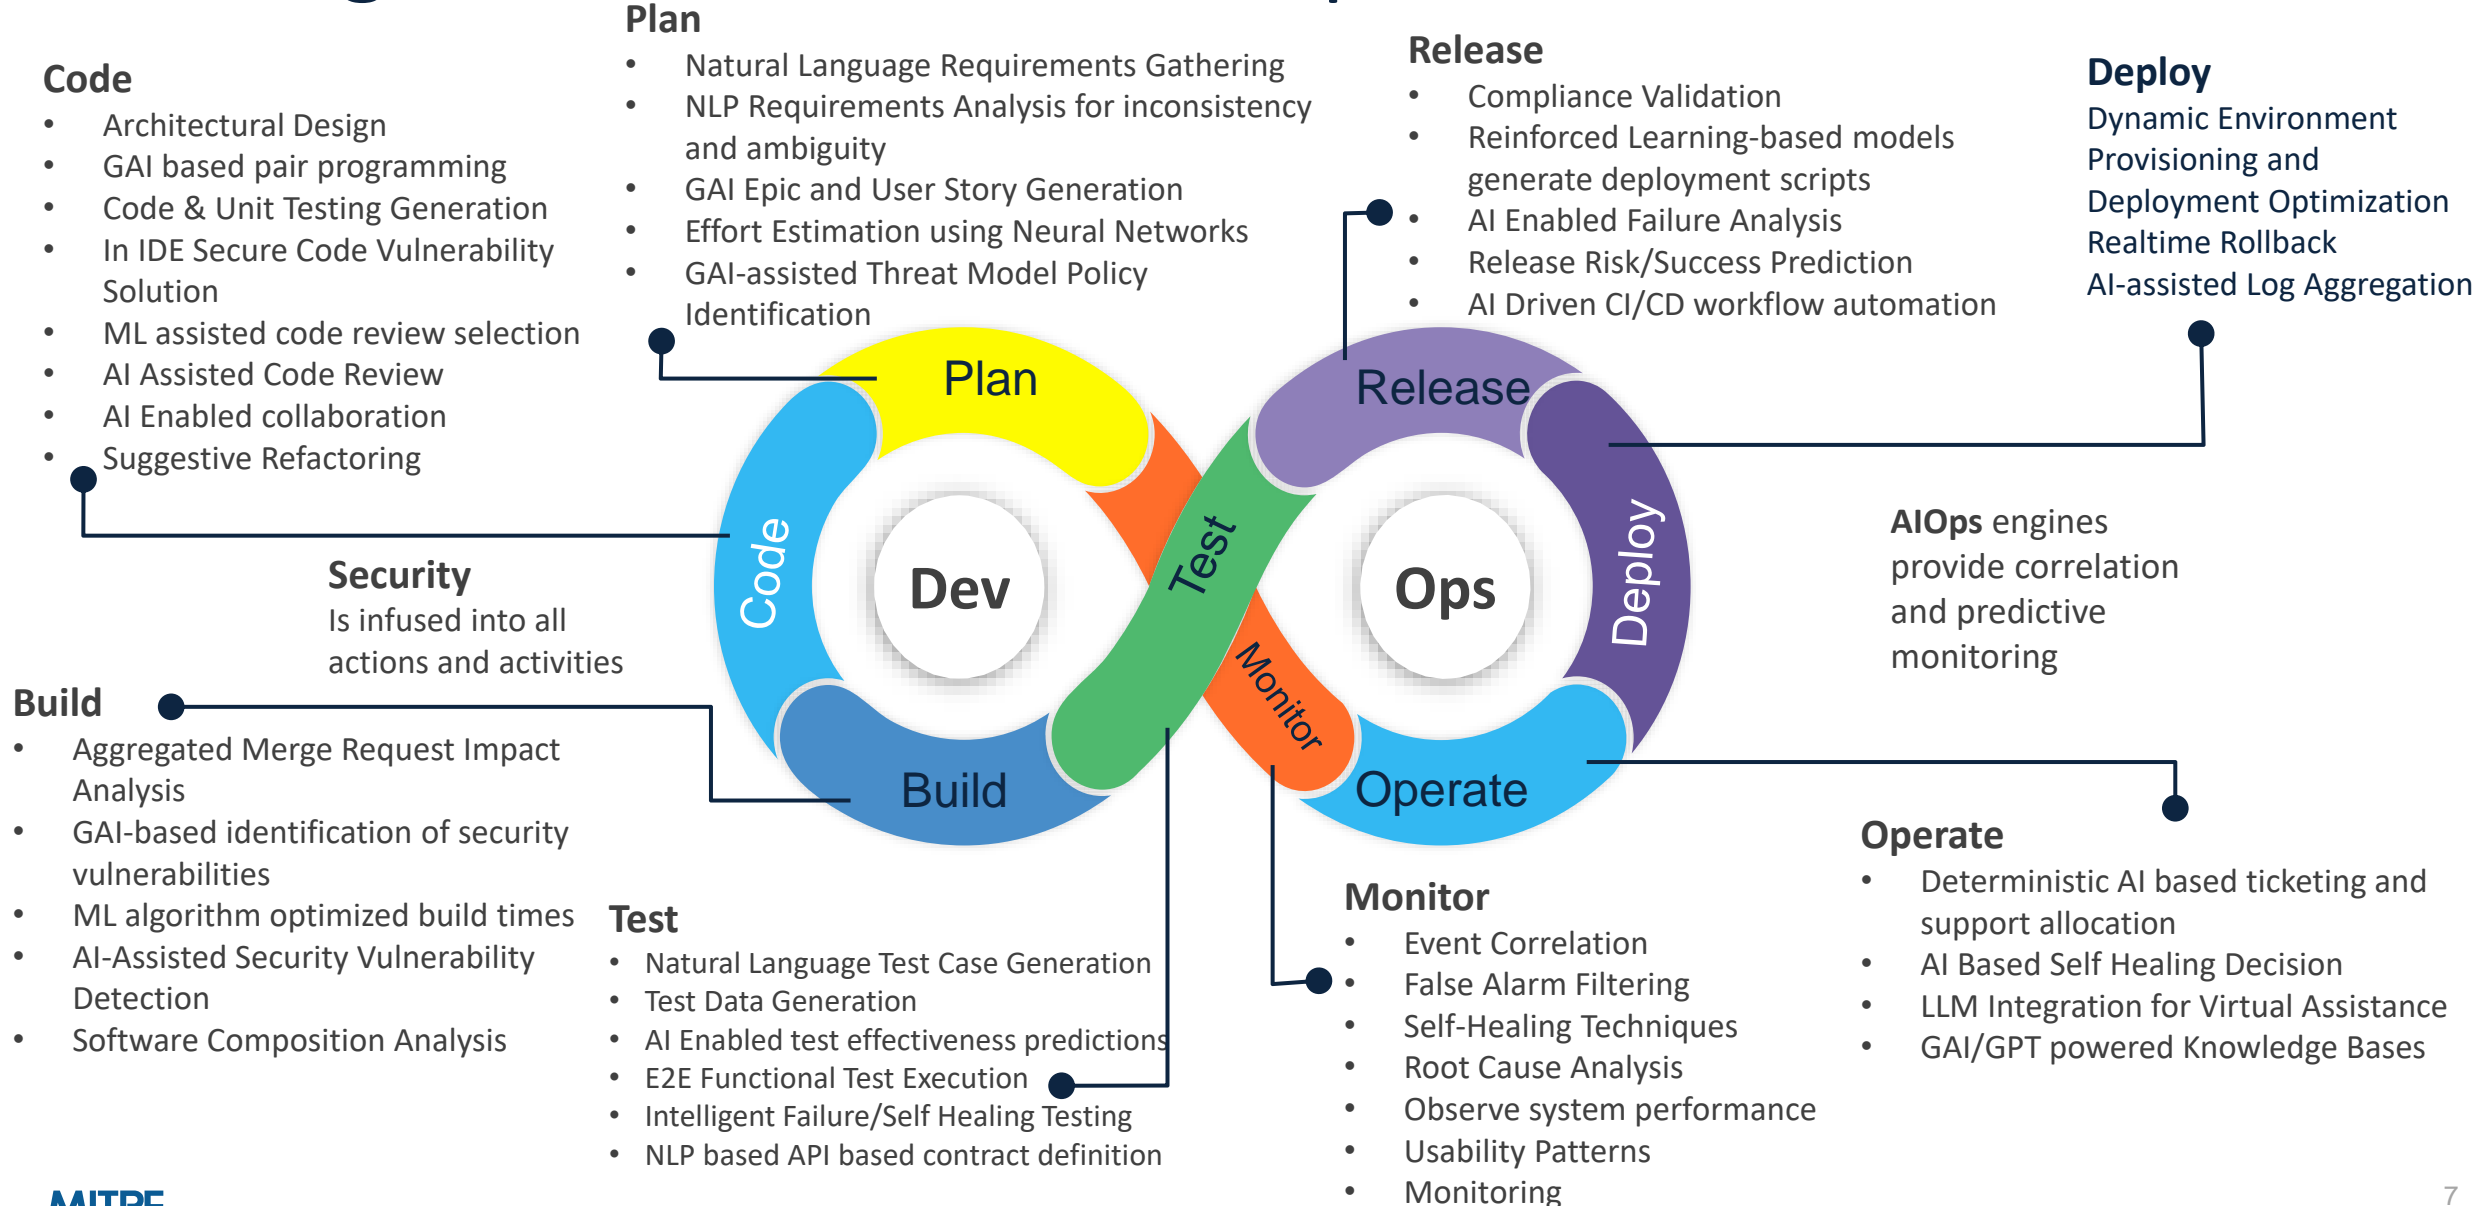 Plan
• Natural Language Requirements Gathering
• NLP Requirements Analysis for inconsistency
and ambiguity
• GAI Epic and User Story Generation
• Effort Estimation using Neural Networks
• GAI-assisted Threat Model Policy
Identification
Code
• Architectural Design
• GAI based pair programming
• Code & Unit Testing Generation
• In IDE Secure Code Vulnerability
Solution
• ML assisted code review selection
• AI Assisted Code Review
• AI Enabled collaboration
• Suggestive Refactoring
Release
• Compliance Validation
• Reinforced Learning-based models
generate deployment scripts
• AI Enabled Failure Analysis
• Release Risk/Success Prediction
• AI Driven CI/CD workflow automation
Deploy
Dynamic Environment
Provisioning and
Deployment Optimization
Realtime Rollback
AI-assisted Log Aggregation
Plan
Release
Code
Dev
Test
Ops
Deploy
Monitor
Build
Operate
Security
Is infused into all
actions and activities
AIOps engines
provide correlation
and predictive
monitoring
Build
• Aggregated Merge Request Impact
Analysis
• GAI-based identification of security
vulnerabilities
• ML algorithm optimized build times
• AI-Assisted Security Vulnerability
Detection
• Software Composition Analysis
Test
• Natural Language Test Case Generation
• Test Data Generation
• AI Enabled test effectiveness predictions
• E2E Functional Test Execution
• Intelligent Failure/Self Healing Testing
• NLP based API based contract definition
Monitor
• Event Correlation
• False Alarm Filtering
• Self-Healing Techniques
• Root Cause Analysis
• Observe system performance
• Usability Patterns
• Monitoring
Operate
• Deterministic AI based ticketing and
support allocation
• AI Based Self Healing Decision
• LLM Integration for Virtual Assistance
• GAI/GPT powered Knowledge Bases
MITRE
7